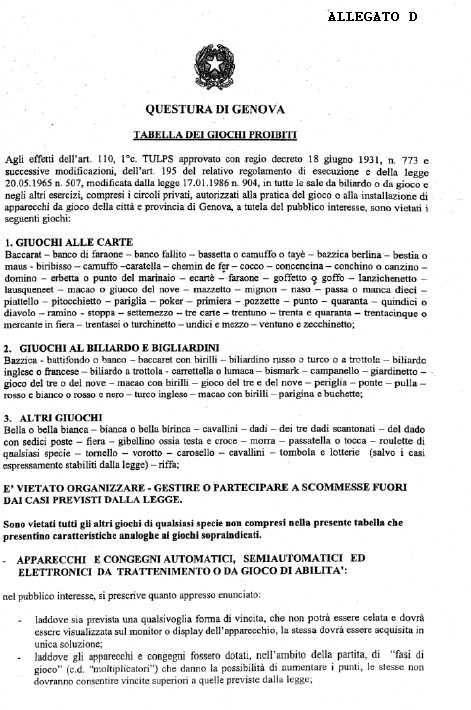 ALLEGATO D
QUESTURA DI GENOVA
TABELLA DEI GIOCHI PROIBITI
Agli effetti dell'art. 110, 1°c. TULPS approvato con regio decreto 18 giugno 1931, n. 773 e
successive modificazioni, dell'art. 195 del relativo regolamento di esecuzione e della legge
20.05.1965 n. 507, modificata dalla legge 17.01.1986 n. 904, in tutte le sale da biliardo o da gioco e
negli altri esercizi, compresi i circoli privati, autorizzati alla pratica del gioco o alla installazione di
apparecchi da gioco della città e provincia di Genova, a tutela del pubblico interesse, sono vietati i
seguenti giochi:
1. GIUOCHI ALLE CARTE
Baccarat – banco di faraone – banco fallito – bassetta o camuffo o tayè – bazzica berlina – bestia o
maus - biribisso – camuffo –caratella – chemin de fer – cocco – concencina – conchino o canzino –
domino – erbetta o punto del marinaio – ecartè – faraone – goffetto o goffo – lanzichenetto –
lausqueneet – macao o giuoco del nove – mazzetto – mignon – naso – passa o manca dieci –
piattello – pitocchietto – pariglia – poker – primiera – pozzette – punto – quaranta – quindici o
diavolo – ramino - stoppa – settemezzo – tre carte – trentuno – trenta e quaranta – trentacinque o
mercante in fiera – trentasei o turchinetto – undici e mezzo – ventuno e zecchinetto;
2. GIUOCHI AL BILIARDO E BIGLIARDINI
Bazzica - battifondo o banco – baccaret con birilli – biliardino russo o turco o a trottola – biliardo
inglese o francese – biliardo a trottola - carrettella o lumaca – bismark – campanello – giardinetto –
gioco del tre o del nove – macao con birilli – gioco del tre e del nove – periglia – ponte – pulla –
rosso e bianco o rosso e nero – turco inglese – macao con birilli – parigina e buchette;
3. ALTRI GIUOCHI
Bella o bella bianca – bianca o bella birinca – cavallini – dadi – dei tre dadi scantonati – del dado
con sedici poste – fiera – gibellino ossia testa e croce – morra – passatella o tocca – roulette di
qualsiasi specie – tornello – vorotto – carosello – cavallini – tombola e lotterie (salvo i casi
espressamente stabiliti dalla legge) – riffa;
E' VIETATO ORGANIZZARE - GESTIRE O PARTECIPARE A SCOMMESSE FUORI
DAI CASI PREVISTI DALLA LEGGE.
Sono vietati tutti gli altri giochi di qualsiasi specie non compresi nella presente tabella che
presentino caratteristiche analoghe ai giochi sopraindicati.
- APPARECCHI E CONGEGNI AUTOMATICI, SEMIAUTOMATICI ED
ELETTRONICI DA TRATTENIMENTO O DA GIOCO DI ABILITA':
nel pubblico interesse, si prescrive quanto appresso enunciato:
- laddove sia prevista una qualsivoglia forma di vincita, che non potrà essere celata e dovrà
essere visualizzata sul monitor o display dell'apparecchio, la stessa dovrà essere acquisita in
unica soluzione;
- laddove gli apparecchi e congegni fossero dotati, nell'ambito della partita, di "fasi di
gioco" (c.d. "moltiplicatori") che danno la possibilità di aumentare i punti, le stesse non
dovranno consentire vincite superiori a quelle previste dalla legge;